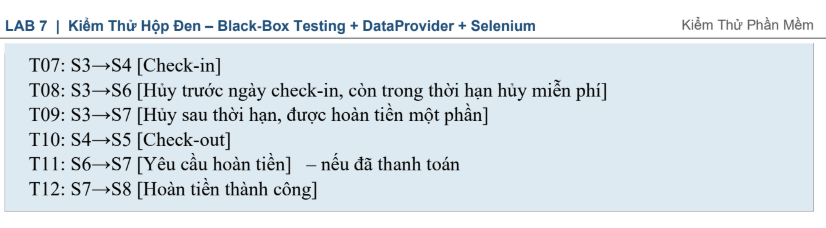 LAB 7 | Kiểm Thử Hộp Đen – Black-Box Testing + DataProvider + Selenium Kiểm Thử Phần Mềm
T07: S3→S4 [Check-in]
T08: S3→S6 [Hủy trước ngày check-in, còn trong thời hạn hủy miễn phí]
T09: S3→S7 [Hủy sau thời hạn, được hoàn tiền một phần]
T10: S4→S5 [Check-out]
T11: S6→S7 [Yêu cầu hoàn tiền] – nếu đã thanh toán
T12: S7→S8 [Hoàn tiền thành công]